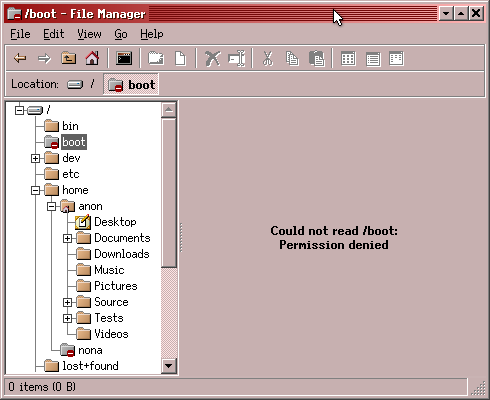 /boot - File Manager
File Edit View Go Help
Location: / boot
/
bin
boot
dev
etc
home
anon
Desktop
Documents
Downloads
Music
Pictures
Source
Tests
Videos
nona
lost+found
Could not read /boot:
Permission denied
0 items (0 B)